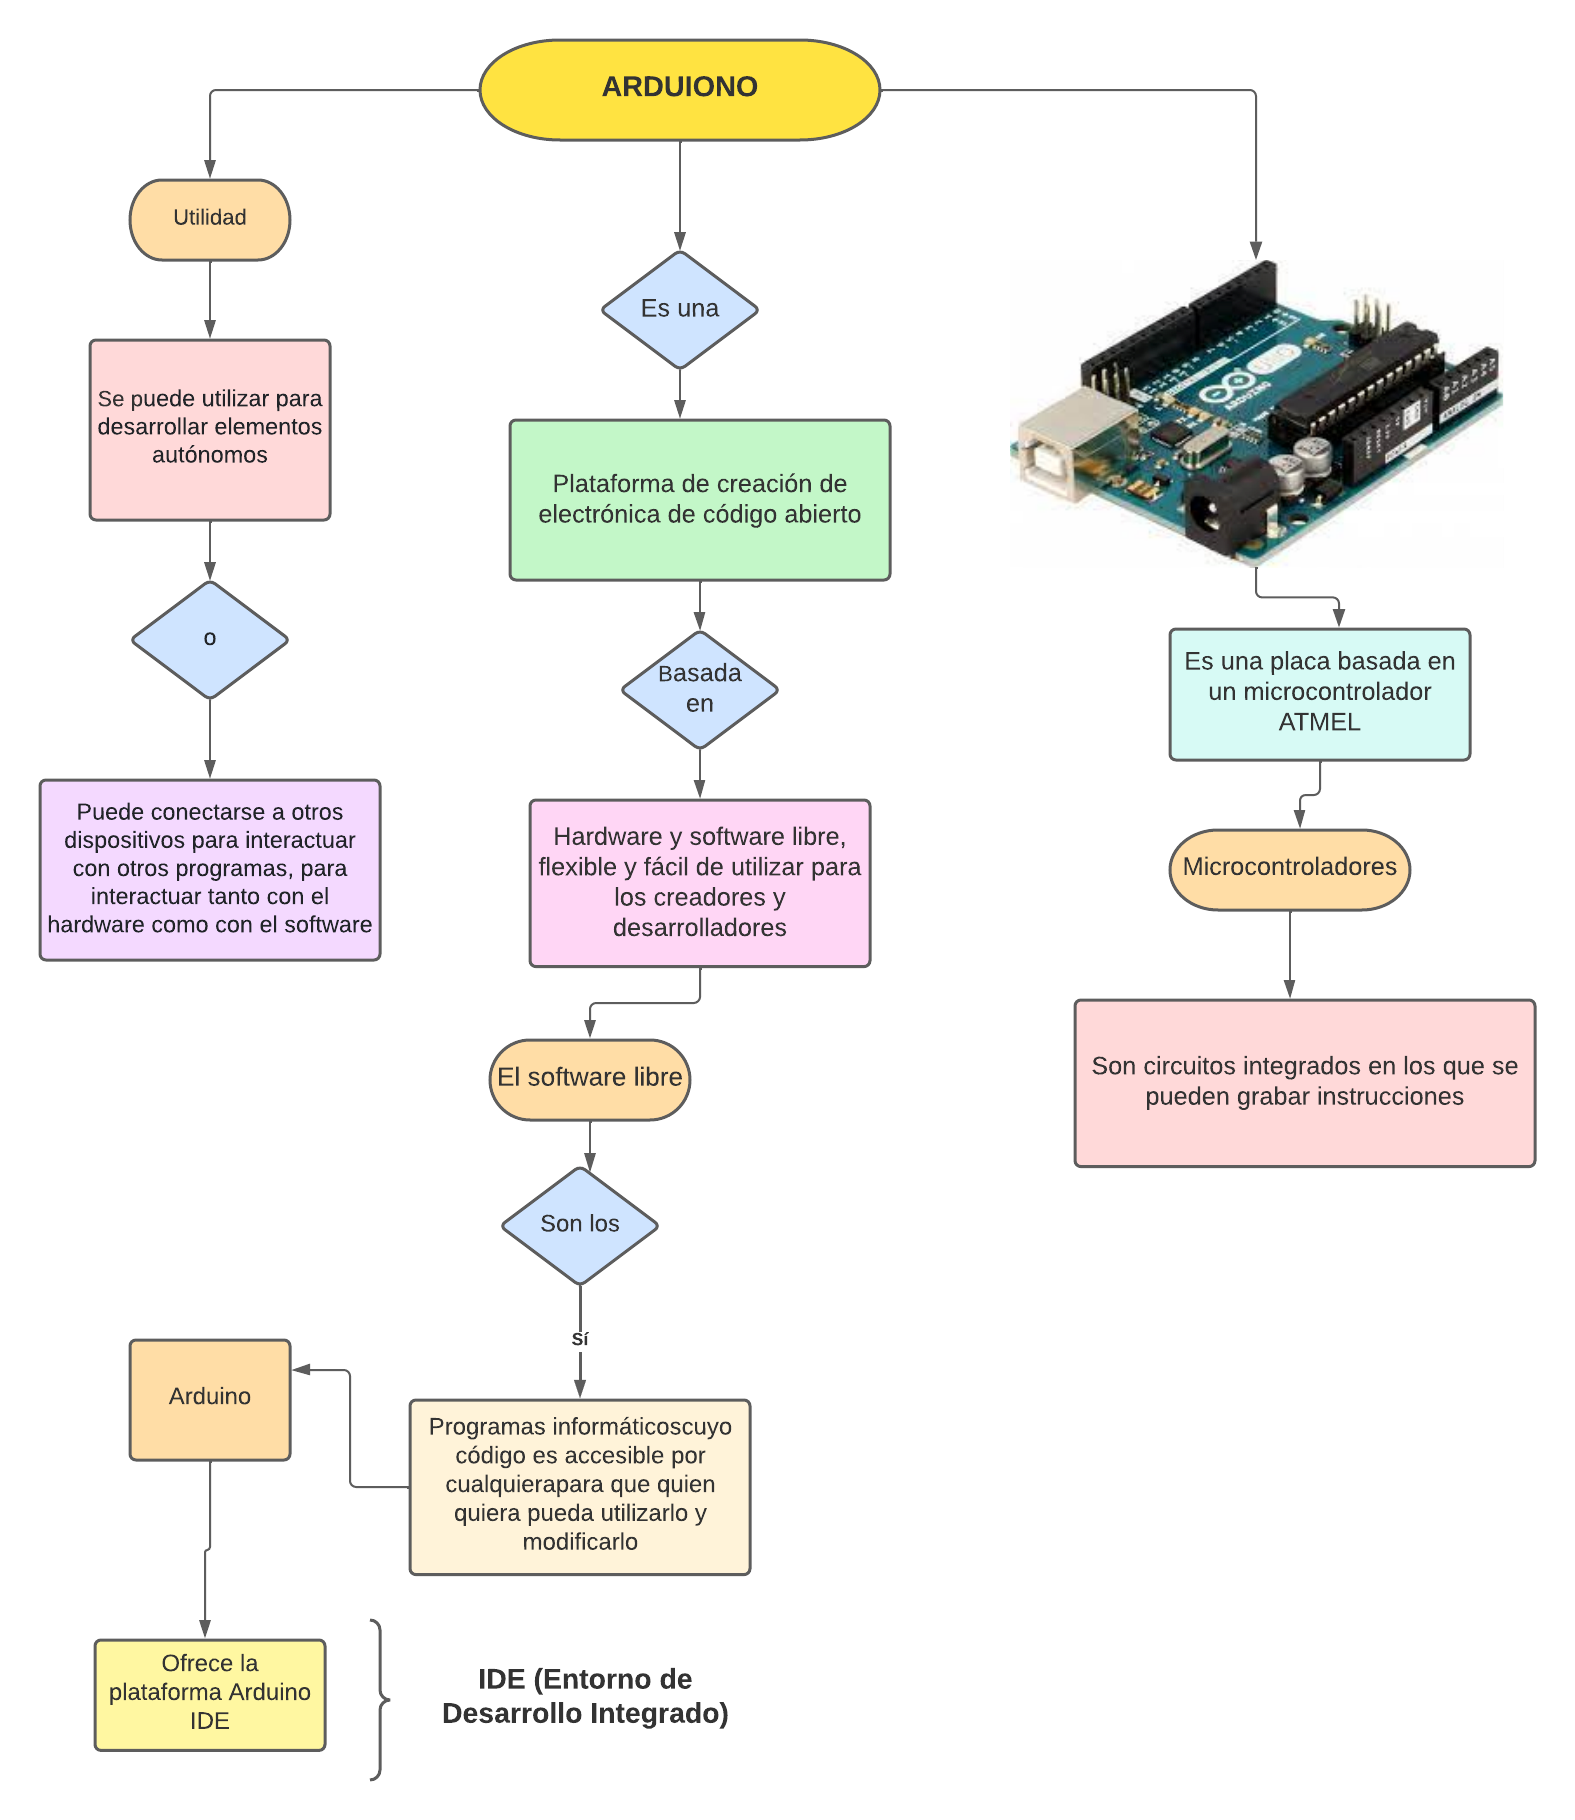 ARDUIONO
Utilidad
Se puede utilizar para
desarrollar elementos
autónomos
o
Puede conectarse a otros
dispositivos para interactuar
con otros programas, para
interactuar tanto con el
hardware como con el software
Es una
Plataforma de creación de
electrónica de código abierto
Basada
en
Hardware y software libre,
flexible y fácil de utilizar para
los creadores y
desarrolladores
El software libre
Son los
Sí
Programas informáticoscuyo
código es accesible por
cualquierapara que quien
quiera pueda utilizarlo y
modificarlo
Arduino
Ofrece la
plataforma Arduino
IDE
IDE (Entorno de
Desarrollo Integrado)
UNO
ARDUINO
ANALOG IN
Es una placa basada en
un microcontrolador
ATMEL
Microcontroladores
Son circuitos integrados en los que se
pueden grabar instrucciones